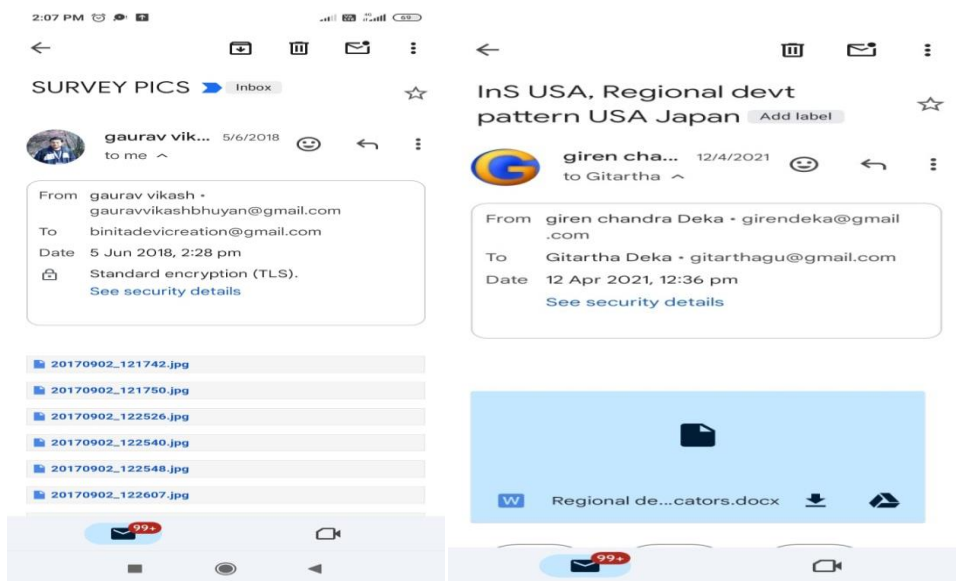 2:07 PM
69
SURVEY PICS Inbox
gaurav vik... 5/6/2018
to me
From gaurav vikash •
gauravvikashbhuyan@gmail.com
To binitadevicreation@gmail.com
Date 5 Jun 2018, 2:28 pm
Standard encryption (TLS).
See security details
20170902_121742.jpg
20170902_121750.jpg
20170902_122526.jpg
20170902_122540.jpg
20170902_122548.jpg
20170902_122607.jpg
99+
InS USA, Regional devt
pattern USA Japan Add label
giren cha... 12/4/2021
to Gitartha
From giren chandra Deka • girendeka@gmail
.com
To Gitartha Deka • gitarthagu@gmail.com
Date 12 Apr 2021, 12:36 pm
See security details
W Regional de...cators.docx
99+